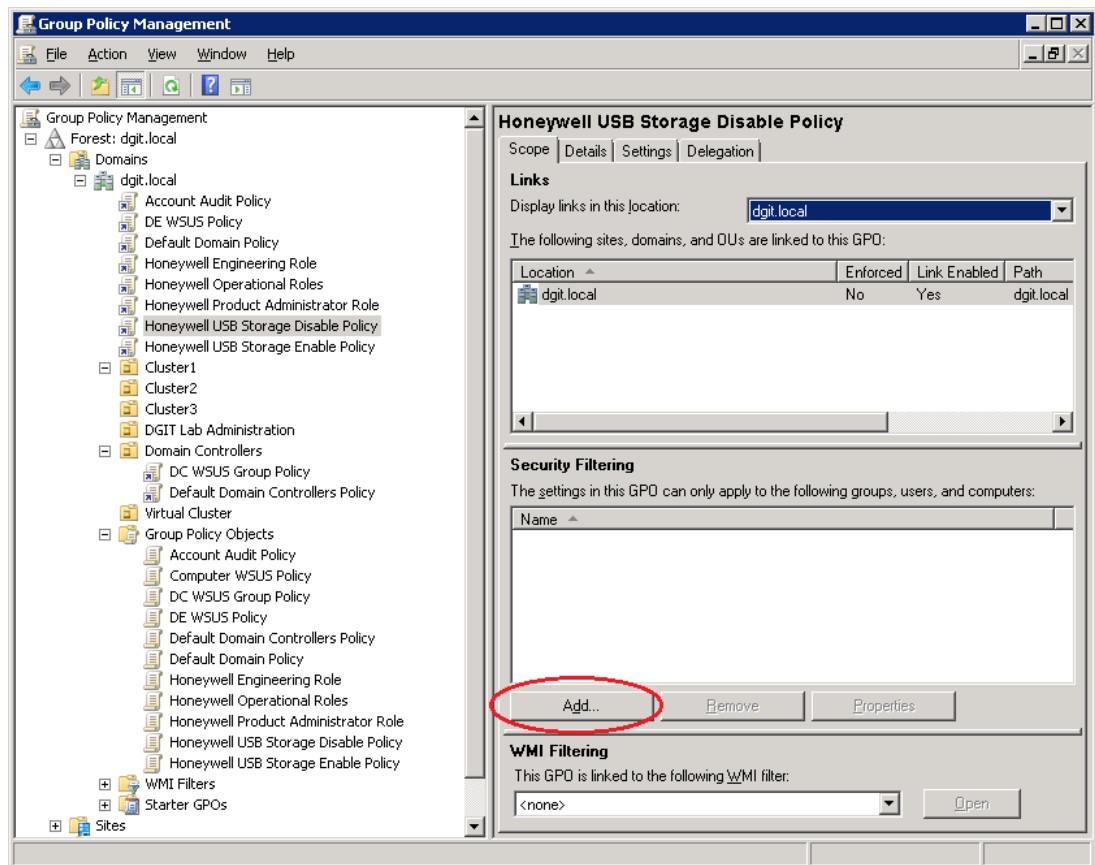 Group Policy Management
File Action View Window Help
Group Policy Management
Forest: dgit.local
Domains
dgit.local
Account Audit Policy
DE WSUS Policy
Default Domain Policy
Honeywell Engineering Role
Honeywell Operational Roles
Honeywell Product Administrator Role
Honeywell USB Storage Disable Policy
Honeywell USB Storage Enable Policy
Cluster1
Cluster2
Cluster3
DGIT Lab Administration
Domain Controllers
DC WSUS Group Policy
Default Domain Controllers Policy
Virtual Cluster
Group Policy Objects
Account Audit Policy
Computer WSUS Policy
DC WSUS Group Policy
DE WSUS Policy
Default Domain Controllers Policy
Default Domain Policy
Honeywell Engineering Role
Honeywell Operational Roles
Honeywell Product Administrator Role
Honeywell USB Storage Disable Policy
Honeywell USB Storage Enable Policy
WMI Filters
Starter GPOs
Sites
Honeywell USB Storage Disable Policy
Scope Details Settings Delegation
Links
Display links in this location: dgit.local
The following sites, domains, and OUs are linked to this GPO:
Location Enforced Link Enabled Path
dgit.local No Yes dgit.local
Security Filtering
The settings in this GPO can only apply to the following groups, users, and computers:
Name
Add... Remove Properties
WMI Filtering
This GPO is linked to the following WMI filter:
<none> Open